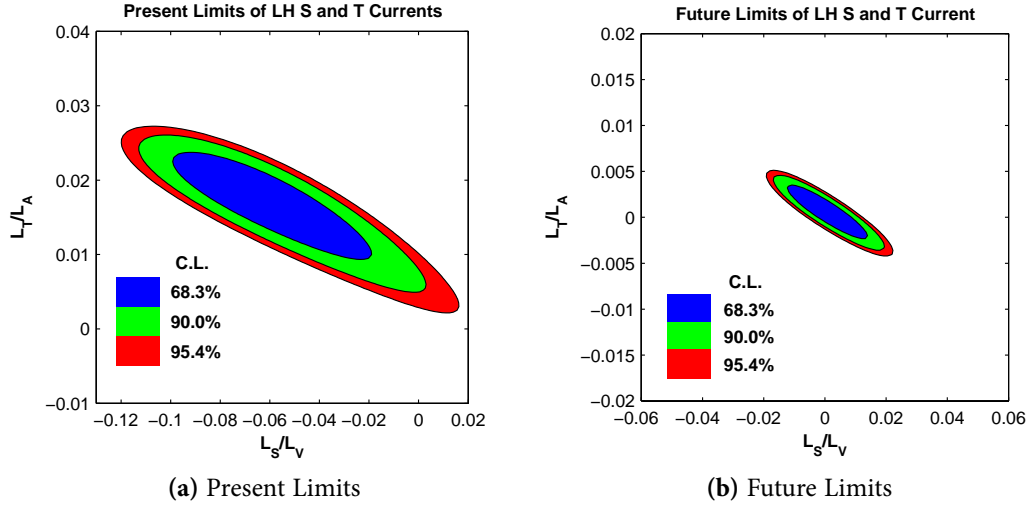 Present Limits of LH S and T Currents
0.04
0.03
0.02
0.01
0
−0.01
L_T/L_A
C.L.
68.3%
90.0%
95.4%
−0.12 −0.1 −0.08 −0.06 −0.04 −0.02 0 0.02
L_S/L_V
(a) Present Limits
Future Limits of LH S and T Current
0.02
0.015
0.01
0.005
0
−0.005
−0.01
−0.015
−0.02
L_T/L_A
C.L.
68.3%
90.0%
95.4%
−0.06 −0.04 −0.02 0 0.02 0.04 0.06
L_S/L_V
(b) Future Limits